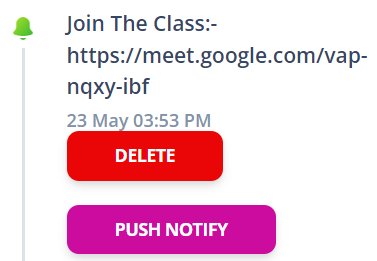 Join The Class:-
https://meet.google.com/vap-
nqxy-ibf
23 May 03:53 PM
DELETE
PUSH NOTIFY